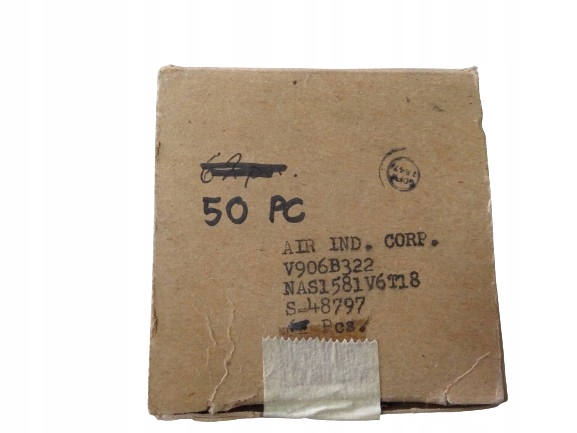 50 PC
AIR IND. CORP.
V906B322
NAS1581V6T18
S-48797
Pcs.